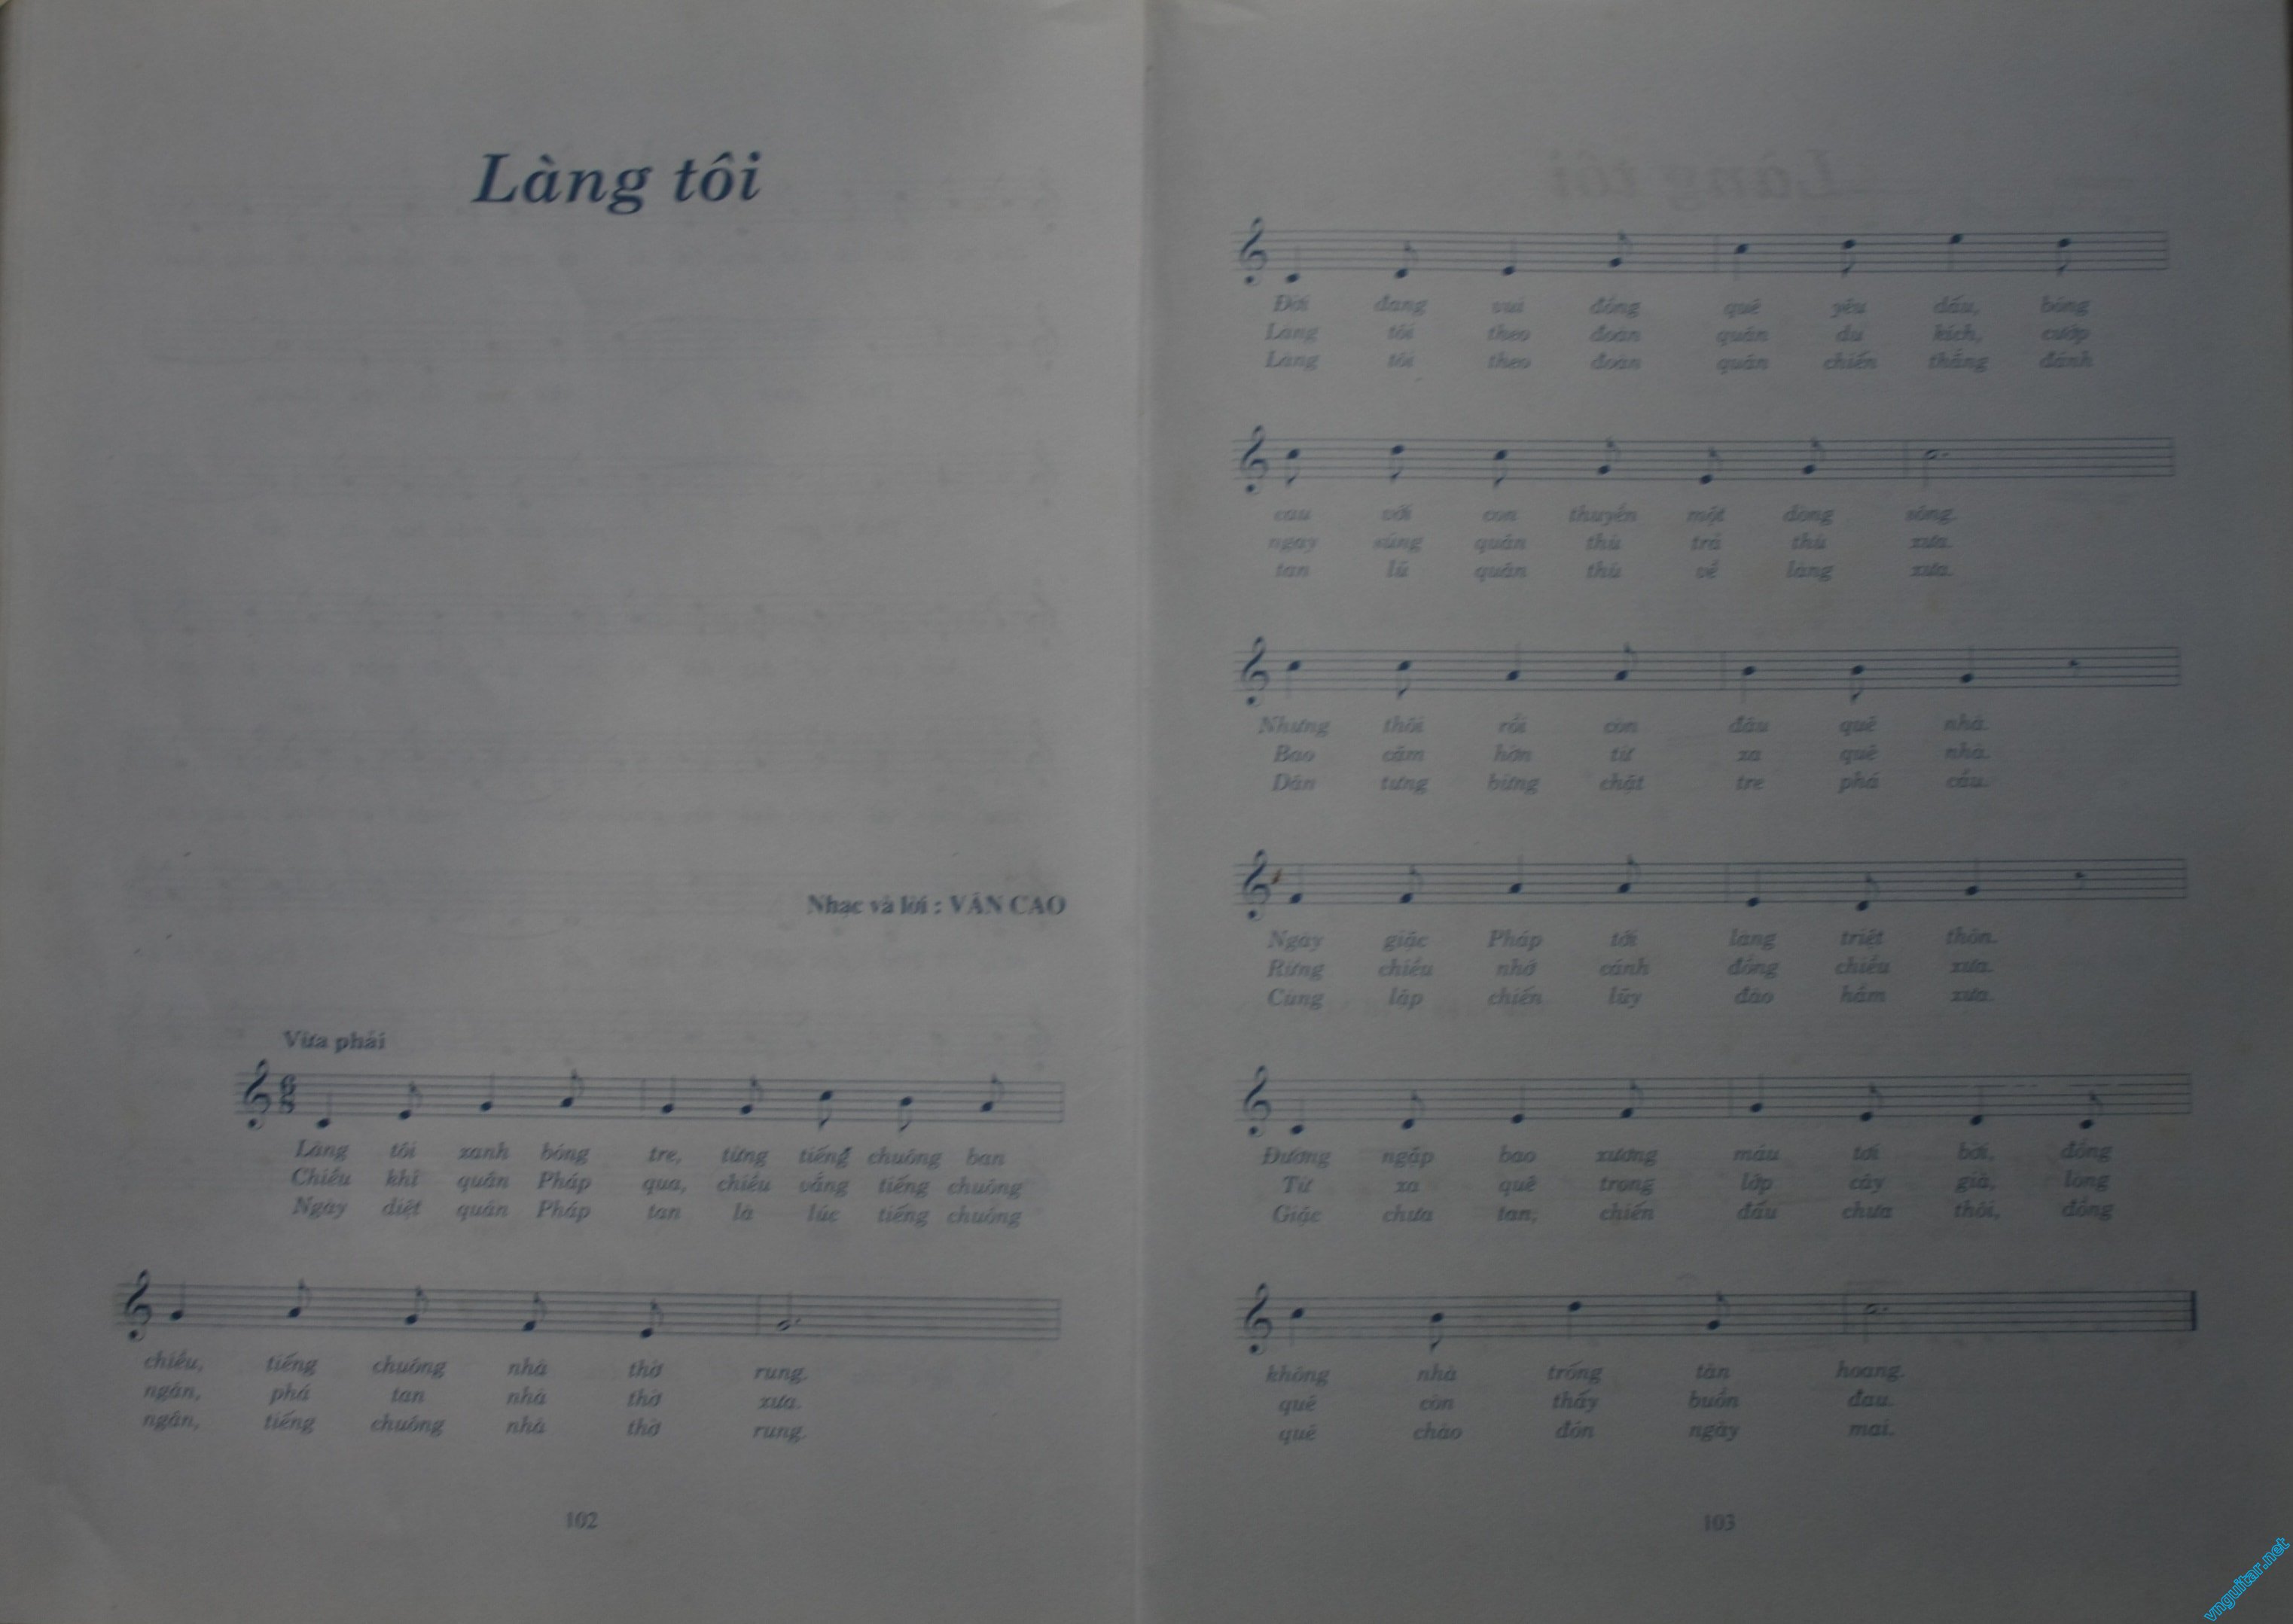 Làng tôi
Nhạc và lời : VĂN CAO
Vừa phải
6 8
Làng tôi xanh bóng tre, từng tiếng chuông ban
Chiều khi quân Pháp qua, chiều vắng tiếng chuông
Ngày diệt quân Pháp tan là lúc tiếng chuông
chiều, tiếng chuông nhà thờ rung.
ngân, phá tan nhà thờ xưa.
ngân, tiếng chuông nhà thờ rung.
102
Đời đang vui đồng quê yêu dấu, bóng
Làng tôi theo đoàn quân du kích, cướp
Làng tôi theo đoàn quân chiến thắng đánh
cau với con thuyền một dòng sông.
ngay súng quân thù trả thù xưa.
tan lũ quân thù về làng xưa.
Nhưng thôi rồi còn đâu quê nhà.
Bao căm hờn từ xa quê nhà.
Dân tưng bừng chặt tre phá cầu.
Ngày giặc Pháp tới làng triệt thôn.
Rừng chiều nhớ cánh đồng chiều xưa.
Cùng lập chiến lũy đào hầm xưa.
Đường ngập bao xương máu tơi bời, đồng
Từ xa quê trong lớp cây già, lòng
Giặc chưa tan, chiến đấu chưa thôi, đồng
không nhà trống tàn hoang.
quê còn thấy buồn đau.
quê chào đón ngày mai.
103
vnguitar.net